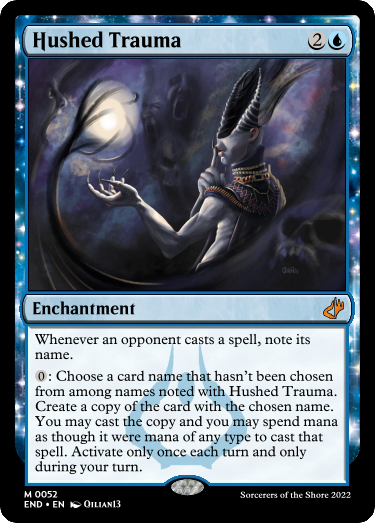 Hushed Trauma 2
Enchantment
Whenever an opponent casts a spell, note its
name.
0: Choose a card name that hasn't been chosen
from among names noted with Hushed Trauma.
Create a copy of the card with the chosen name.
You may cast the copy and you may spend mana
as though it were mana of any type to cast that
spell. Activate only once each turn and only
during your turn.
M 0052
Sorcerers of the Shore 2022
END • EN Qilian13